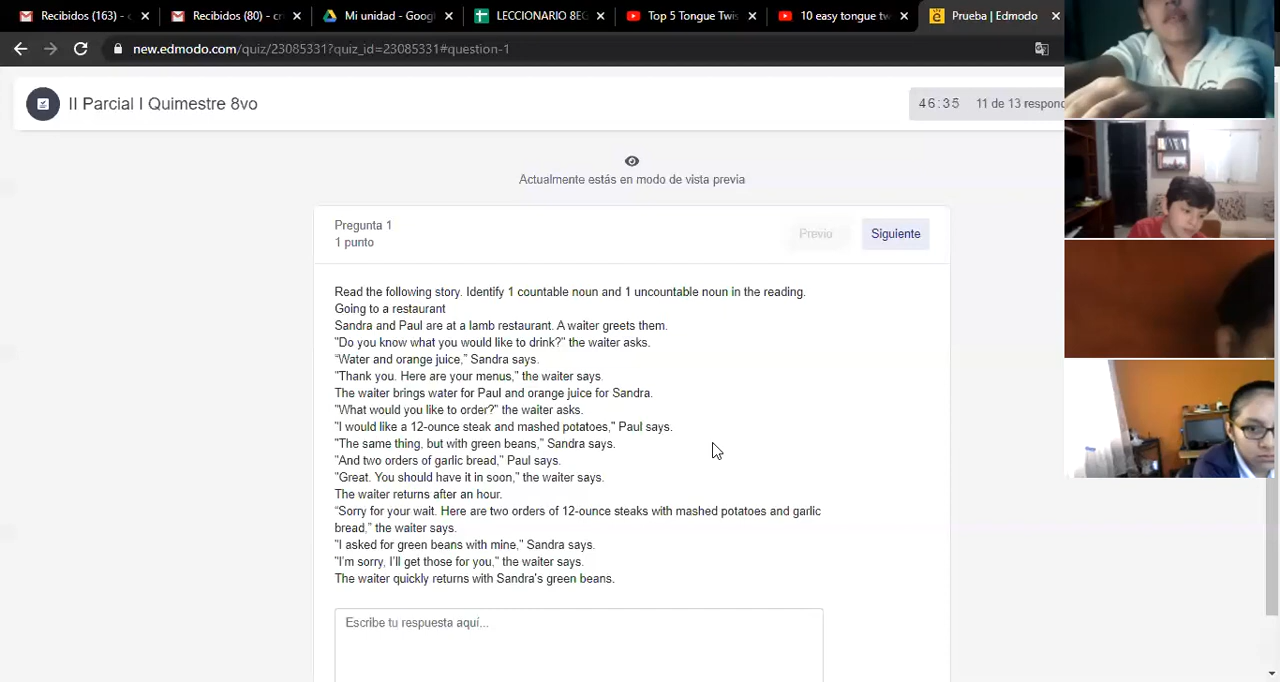 Recibidos (163) -
Recibidos (80) - cr
Mi unidad - Goog
LECCIONARIO 8EG
Top 5 Tongue Twis
10 easy tongue tw
Prueba | Edmodo
new.edmodo.com/quiz/23085331?quiz_id=23085331#question-1
II Parcial I Quimestre 8vo
46:35 11 de 13 respond
Actualmente estás en modo de vista previa
Pregunta 1
1 punto
Previo
Siguiente
Read the following story. Identify 1 countable noun and 1 uncountable noun in the reading.
Going to a restaurant
Sandra and Paul are at a lamb restaurant. A waiter greets them.
"Do you know what you would like to drink?" the waiter asks.
“Water and orange juice,” Sandra says.
"Thank you. Here are your menus," the waiter says.
The waiter brings water for Paul and orange juice for Sandra.
"What would you like to order?" the waiter asks.
"I would like a 12-ounce steak and mashed potatoes," Paul says.
"The same thing, but with green beans," Sandra says.
"And two orders of garlic bread," Paul says.
"Great. You should have it in soon," the waiter says.
The waiter returns after an hour.
“Sorry for your wait. Here are two orders of 12-ounce steaks with mashed potatoes and garlic
bread,” the waiter says.
"I asked for green beans with mine," Sandra says.
"I’m sorry, I’ll get those for you," the waiter says.
The waiter quickly returns with Sandra’s green beans.
Escribe tu respuesta aquí...